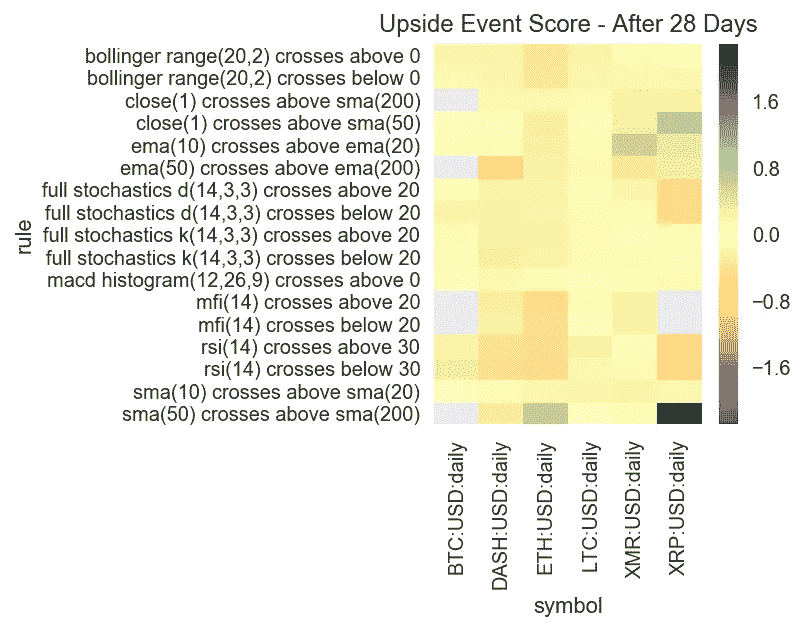 Upside Event Score - After 28 Days
bollinger range(20,2) crosses above 0
bollinger range(20,2) crosses below 0
close(1) crosses above sma(200)
close(1) crosses above sma(50)
ema(10) crosses above ema(20)
ema(50) crosses above ema(200)
full stochastics d(14,3,3) crosses above 20
full stochastics d(14,3,3) crosses below 20
full stochastics k(14,3,3) crosses above 20
full stochastics k(14,3,3) crosses below 20
macd histogram(12,26,9) crosses above 0
mfi(14) crosses above 20
mfi(14) crosses below 20
rsi(14) crosses above 30
rsi(14) crosses below 30
sma(10) crosses above sma(20)
sma(50) crosses above sma(200)
rule
BTC:USD:daily
DASH:USD:daily
ETH:USD:daily
LTC:USD:daily
XMR:USD:daily
XRP:USD:daily
symbol
1.6
0.8
0.0
−0.8
−1.6